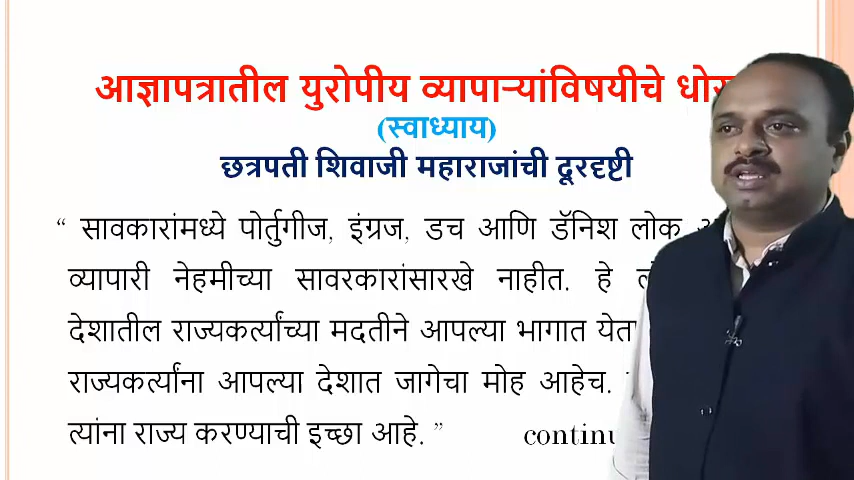 आज्ञापत्रातील युरोपीय व्यापाऱ्यांविषयीचे
(स्वाध्याय)
छत्रपती शिवाजी महाराजांची दूरदृष्टी
“ सावकारांमध्ये पोर्तुगीज, इंग्रज, डच आणि डॅनिश लोक
व्यापारी नेहमीच्या सावरकारांसारखे नाहीत. हे
देशातील राज्यकर्त्यांच्या मदतीने आपल्या भागात
राज्यकर्त्यांना आपल्या देशात जागेचा मोह आहेच.
त्यांना राज्य करण्याची इच्छा आहे. ”